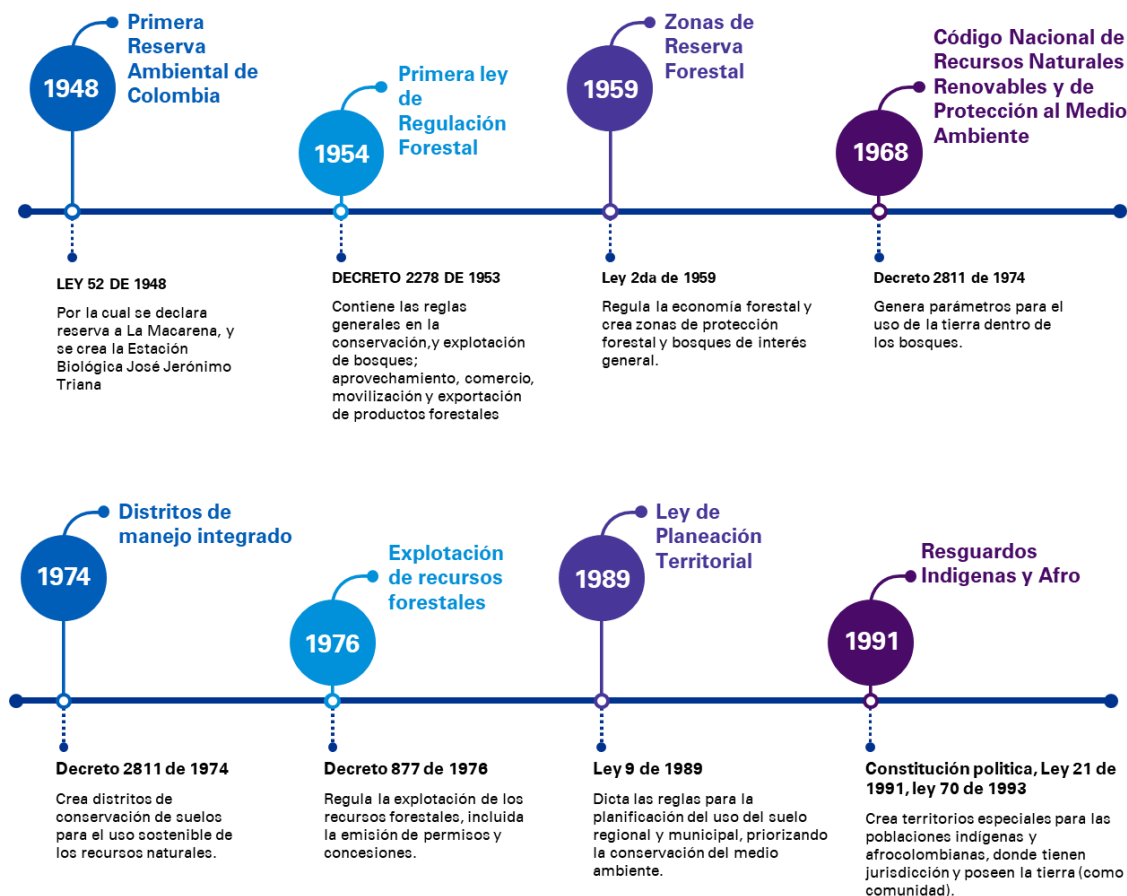 Primera
Reserva
Ambiental de
Colombia
1948
LEY 52 DE 1948
Por la cual se declara
reserva a La Macarena, y
se crea la Estación
Biológica José Jerónimo
Triana
Primera ley
de
Regulación
Forestal
1954
DECRETO 2278 DE 1953
Contiene las reglas
generales en la
conservación,y explotación
de bosques;
aprovechamiento, comercio,
movilización y exportación
de productos forestales
Zonas de
Reserva
Forestal
1959
Ley 2da de 1959
Regula la economía forestal y
crea zonas de protección
forestal y bosques de interés
general.
Código Nacional de
Recursos Naturales
Renovables y de
Protección al Medio
Ambiente
1968
Decreto 2811 de 1974
Genera parámetros para el
uso de la tierra dentro de
los bosques.
Distritos de
manejo integrado
1974
Decreto 2811 de 1974
Crea distritos de
conservación de suelos
para el uso sostenible de
los recursos naturales.
Explotación
de recursos
forestales
1976
Decreto 877 de 1976
Regula la explotación de los
recursos forestales, incluida
la emisión de permisos y
concesiones.
Ley de
Planeación
Territorial
1989
Ley 9 de 1989
Dicta las reglas para la
planificación del uso del suelo
regional y municipal, priorizando
la conservación del medio
ambiente.
Resguardos
Indigenas y Afro
1991
Constitución politica, Ley 21 de
1991, ley 70 de 1993
Crea territorios especiales para las
poblaciones indígenas y
afrocolombianas, donde tienen
jurisdicción y poseen la tierra (como
comunidad).